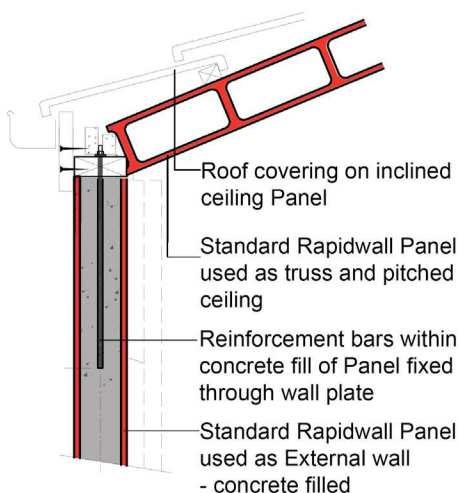 Roof covering on inclined
ceiling Panel
Standard Rapidwall Panel
used as truss and pitched
ceiling
Reinforcement bars within
concrete fill of Panel fixed
through wall plate
Standard Rapidwall Panel
used as External wall
- concrete filled